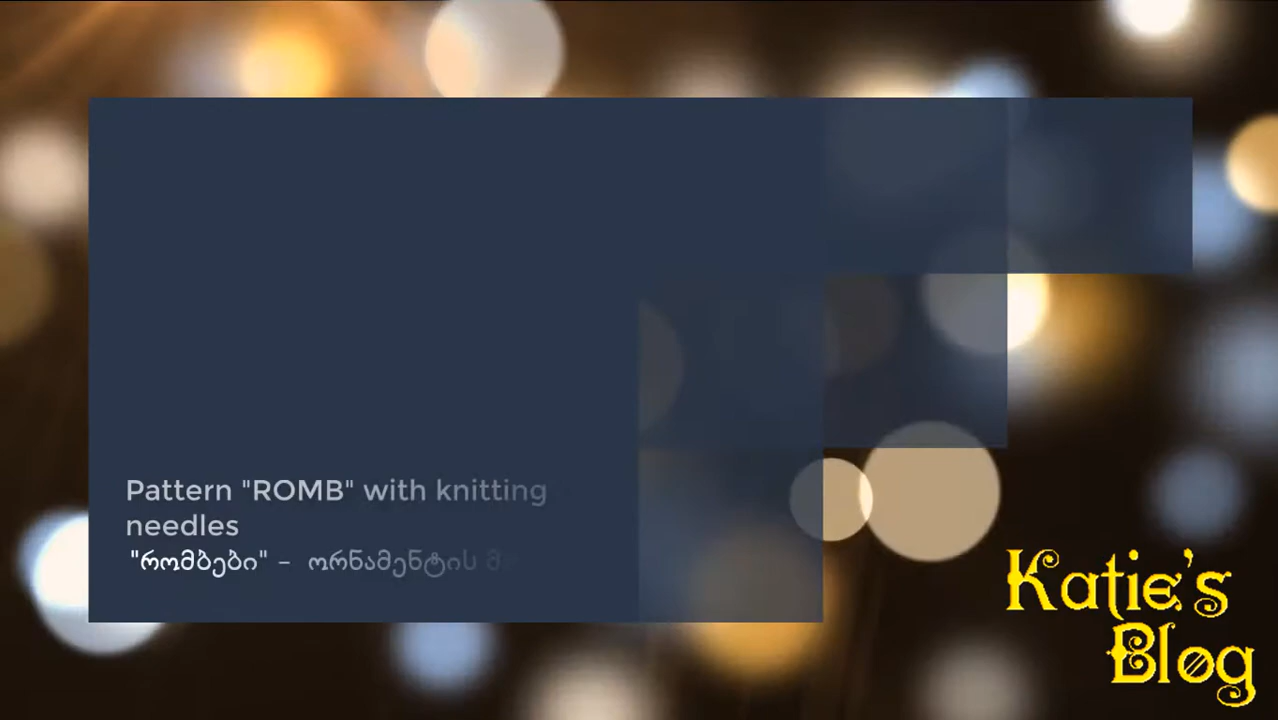 Pattern "ROMB" with knitting
needles
"რომბები" - ორნამენტის
Katie's
Blog